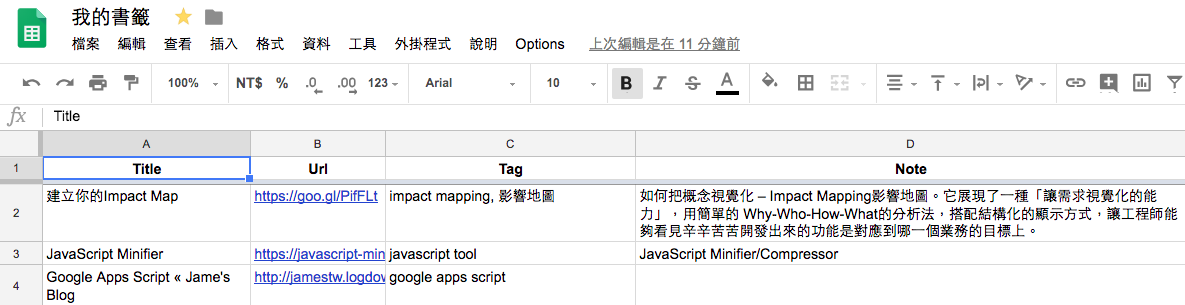 我的書籤
檔案 編輯 查看 插入 格式 資料 工具 外掛程式 說明 Options 上次編輯是在 11 分鐘前
100% NT$ % .0 .00 123 Arial 10 B I S A
fx Title
A B C D
1 Title Url Tag Note
2 建立你的Impact Map https://goo.gl/PifFLt impact mapping, 影響地圖 如何把概念視覺化 – Impact Mapping影響地圖。它展現了一種「讓需求視覺化的能
力」，用簡單的 Why-Who-How-What的分析法，搭配結構化的顯示方式，讓工程師能
夠看見辛辛苦苦開發出來的功能是對應到哪一個業務的目標上。
3 JavaScript Minifier https://javascript-min javascript tool JavaScript Minifier/Compressor
4 Google Apps Script « Jame's http://jamestw.logdow google apps script
Blog